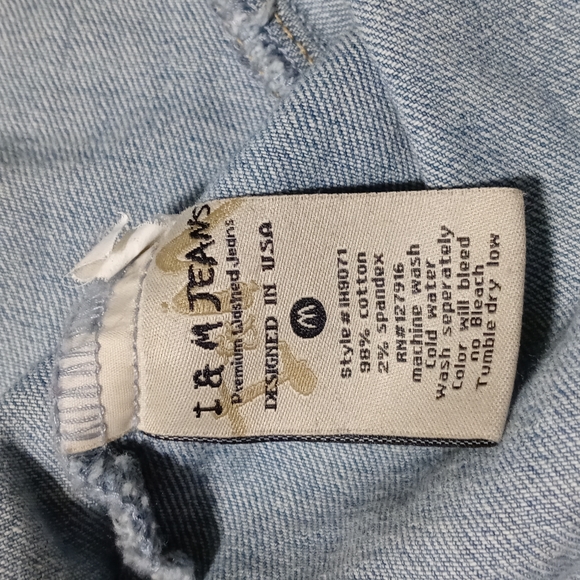 I & M JEANS
Premium Washed Jeans
DESIGNED IN USA
M
Style#:IH9071
98% cotton
2% spandex
RN#127916
machine wash
Cold water
Wash seperately
Color will bleed
no Bleach
Tumble dry low